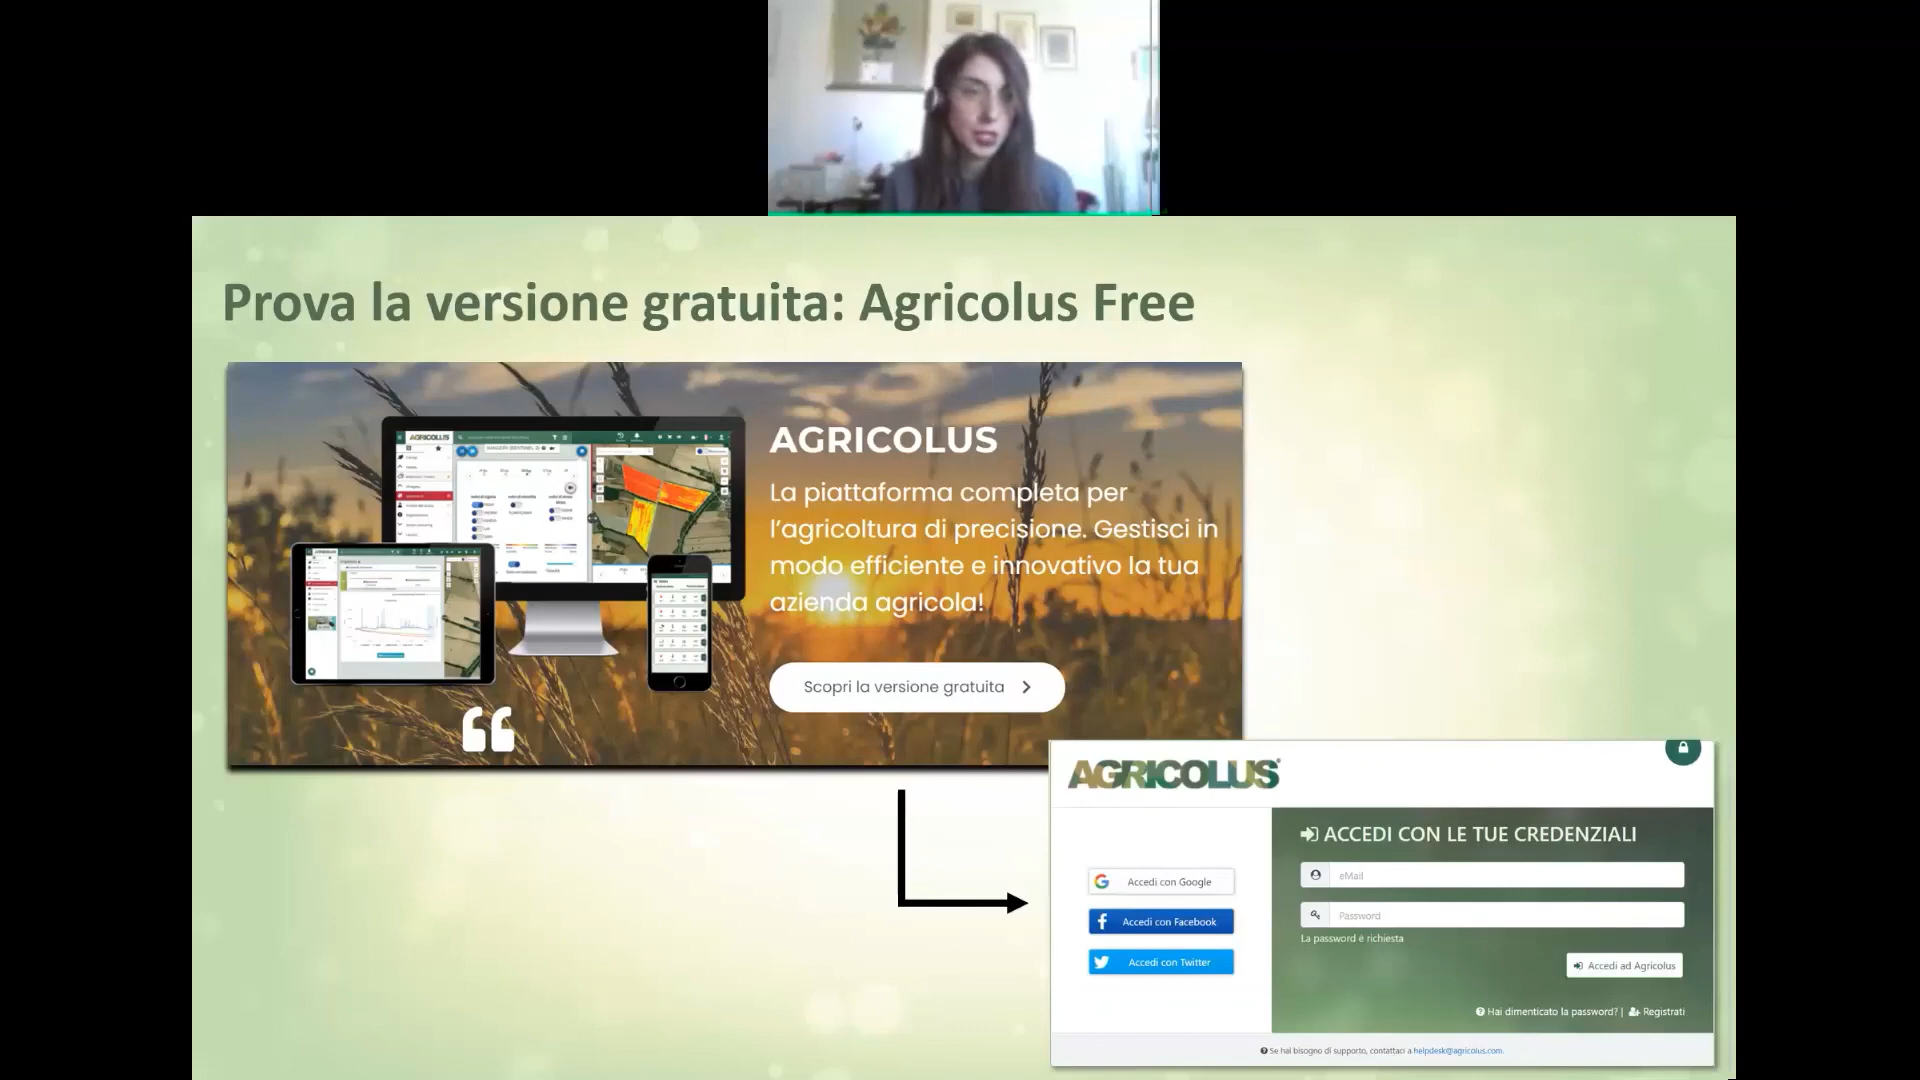 Prova la versione gratuita: Agricolus Free
AGRICOLUS
AGRICOLUS
La piattaforma completa per
l'agricoltura di precisione. Gestisci in
modo efficiente e innovativo la tua
azienda agricola!
Scopri la versione gratuita
AGRICOLUS
ACCEDI CON LE TUE CREDENZIALI
eMail
Password
La password è richiesta
Accedi con Google
Accedi con Facebook
Accedi con Twitter
Accedi ad Agricolus
Hai dimenticato la password? | Registrati
Se hai bisogno di supporto, contattaci a helpdesk@agricolus.com.